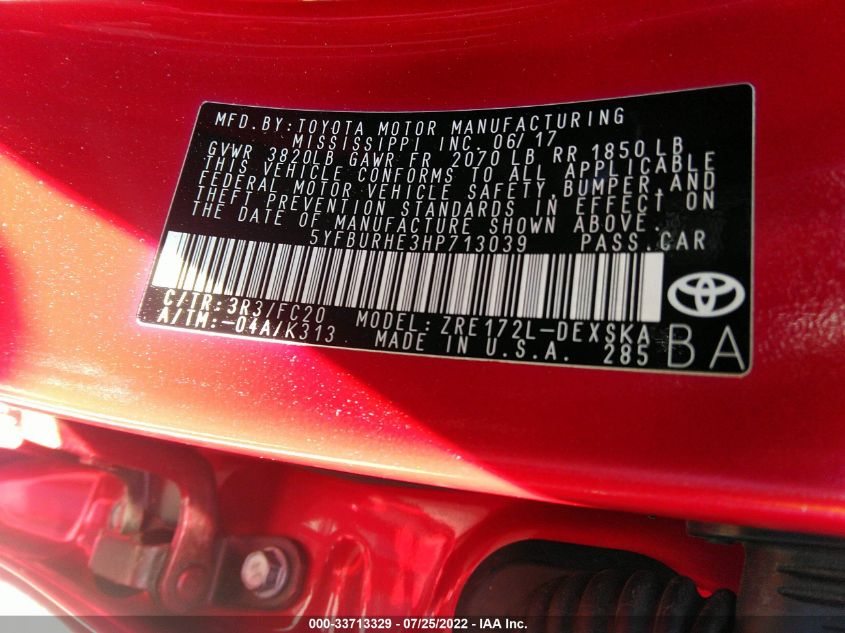 MFD. BY: TOYOTA MOTOR MANUFACTURING
MISSISSIPPI INC. 06/17
GVWR 3820LB GAWR FR 2070 LB RR 1850 LB
THIS VEHICLE CONFORMS TO ALL APPLICABLE
FEDERAL MOTOR VEHICLE SAFETY, BUMPER, AND
THEFT PREVENTION STANDARDS IN EFFECT ON
THE DATE OF MANUFACTURE SHOWN ABOVE.
5YFBURHE3HP713039 PASS. CAR
C/TR: 3R3/FC20
A/TM: -04A/K313 MODEL: ZRE172L-DEXSKA
MADE IN U.S.A. 285
BA
000-33713329 - 07/25/2022 - IAA Inc.